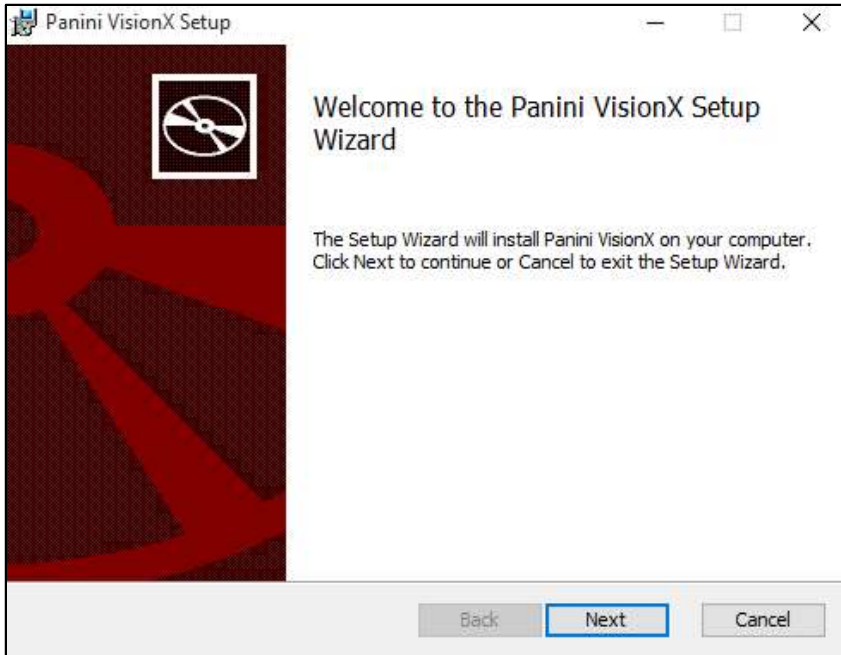 Panini VisionX Setup
Welcome to the Panini VisionX Setup
Wizard
The Setup Wizard will install Panini VisionX on your computer.
Click Next to continue or Cancel to exit the Setup Wizard.
Back Next Cancel